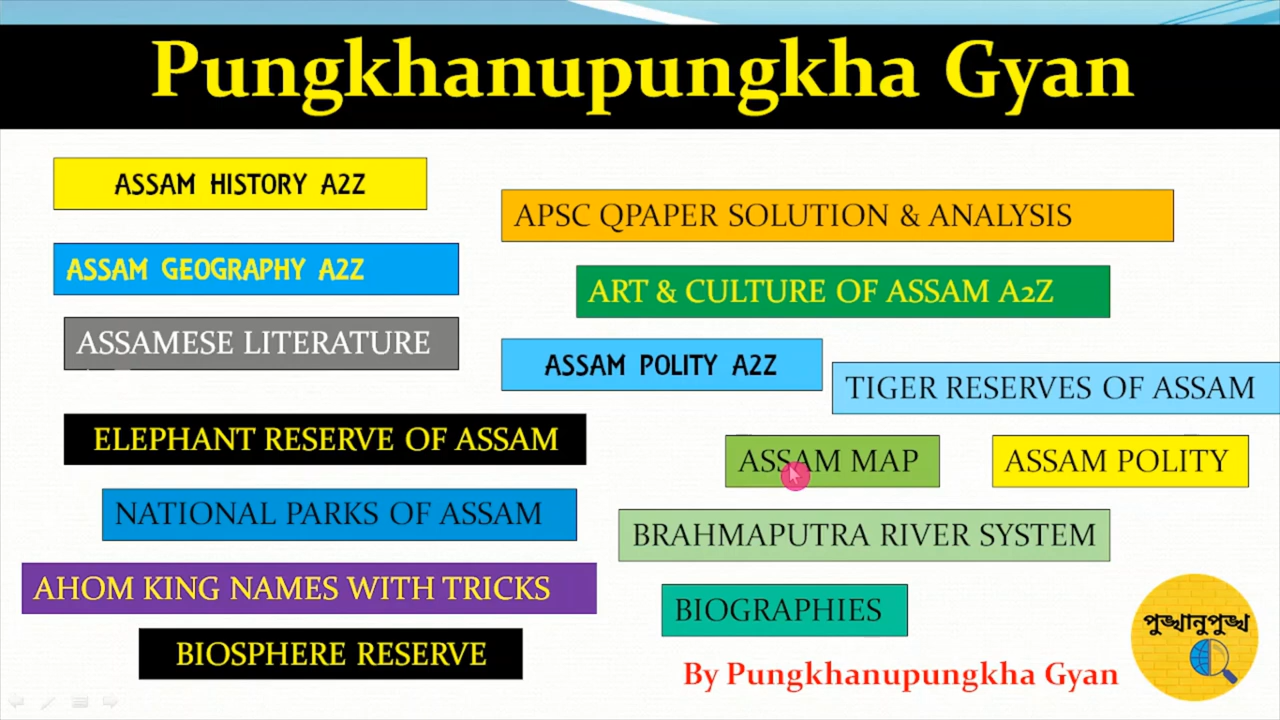 Pungkhanupungkha Gyan
ASSAM HISTORY A2Z
APSC QPAPER SOLUTION & ANALYSIS
ASSAM GEOGRAPHY A2Z
ART & CULTURE OF ASSAM A2Z
ASSAMESE LITERATURE
ASSAM POLITY A2Z
TIGER RESERVES OF ASSAM
ELEPHANT RESERVE OF ASSAM
ASSAM MAP
ASSAM POLITY
NATIONAL PARKS OF ASSAM
BRAHMAPUTRA RIVER SYSTEM
AHOM KING NAMES WITH TRICKS
BIOGRAPHIES
পুঙ্খানুপুঙ্খ
BIOSPHERE RESERVE
By Pungkhanupungkha Gyan